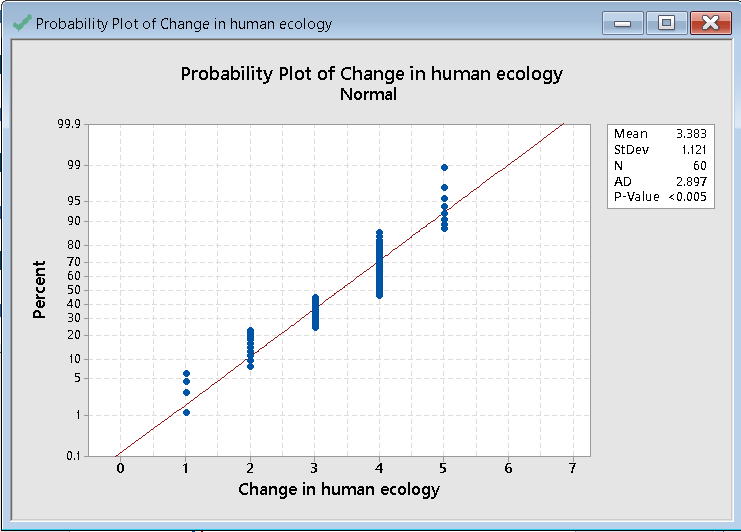 Probability Plot of Change in human ecology
Probability Plot of Change in human ecology
Normal
99.9
99
95
90
80
70
60
50
40
30
20
10
5
1
0.1
Percent
0 1 2 3 4 5 6 7
Change in human ecology
Mean 3.383
StDev 1.121
N 60
AD 2.897
P-Value <0.005